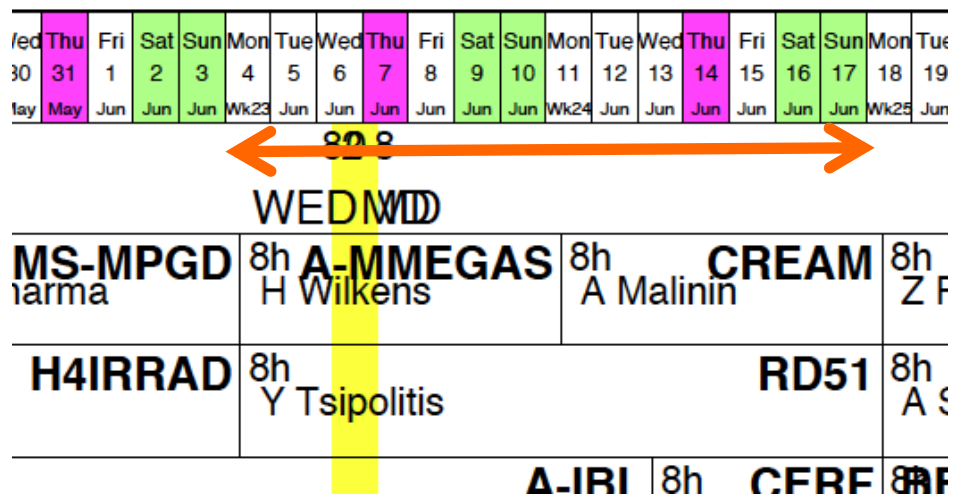 Thu Fri Sat Sun Mon Tue Wed Thu Fri Sat Sun Mon Tue Wed Thu Fri Sat Sun Mon Tue
30 31 1 2 3 4 5 6 7 8 9 10 11 12 13 14 15 16 17 18 19
May Jun Jun Jun Wk23 Jun Jun Jun Jun Jun Jun Wk24 Jun Jun Jun Jun Jun Jun Wk25 Jun
8
WED MD
MS-MPGD 8h A-MMEGAS 8h CREAM 8h
H Wilkens A Malinin Z
H4IRRAD 8h RD51 8h
Y Tsipolitis A
A-IBL 8h CERF